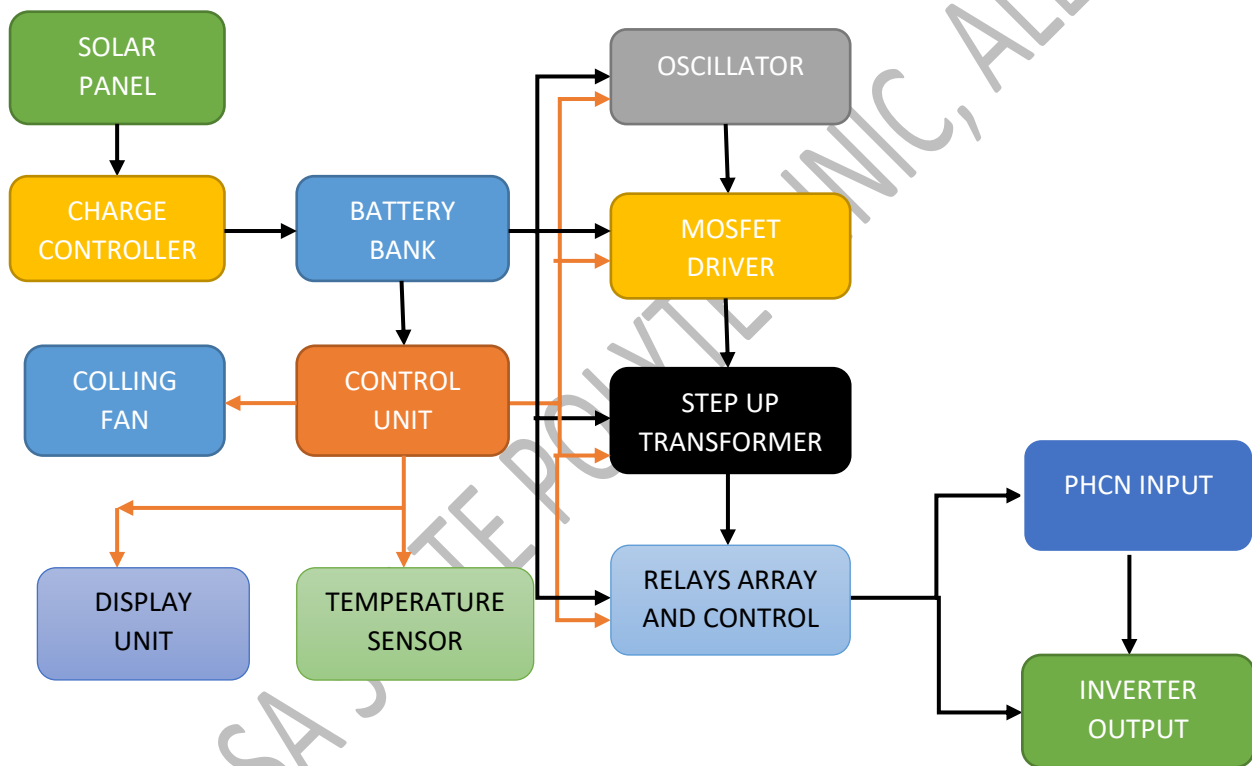 SOLAR
PANEL
OSCILLATOR
CHARGE
CONTROLLER
BATTERY
BANK
MOSFET
DRIVER
COLLING
FAN
CONTROL
UNIT
STEP UP
TRANSFORMER
PHCN INPUT
DISPLAY
UNIT
TEMPERATURE
SENSOR
RELAYS ARRAY
AND CONTROL
INVERTER
OUTPUT